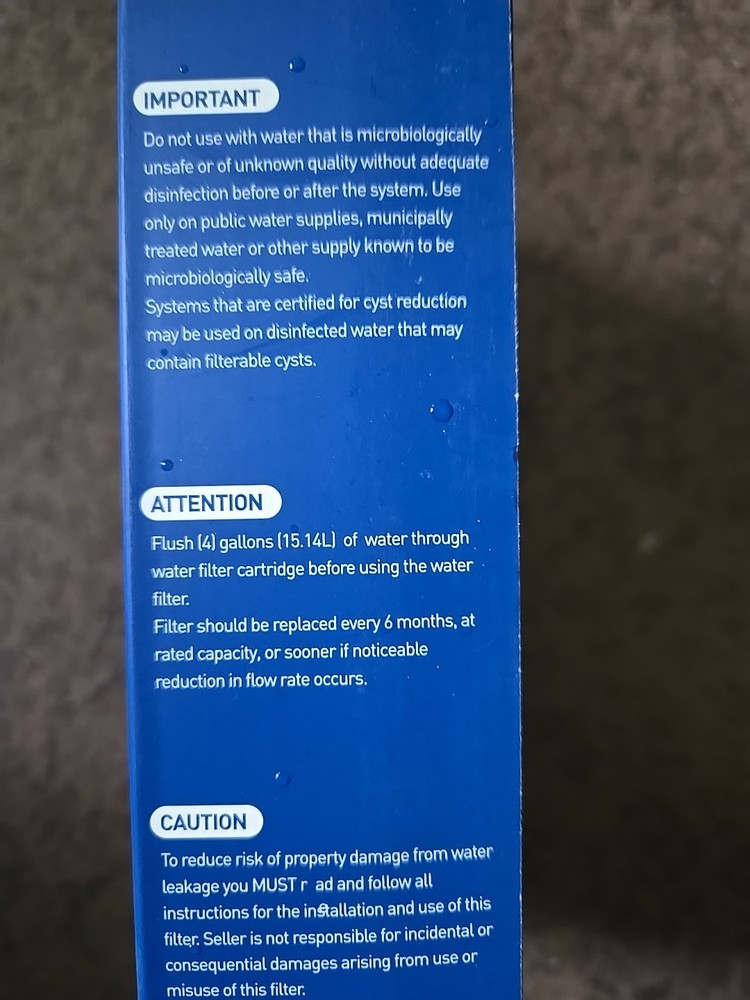 IMPORTANT
Do not use with water that is microbiologically
unsafe or of unknown quality without adequate
disinfection before or after the system. Use
only on public water supplies, municipally
treated water or other supply known to be
microbiologically safe.
Systems that are certified for cyst reduction
may be used on disinfected water that may
contain filterable cysts.
ATTENTION
Flush (4) gallons (15.14L) of water through
water filter cartridge before using the water
filter.
Filter should be replaced every 6 months, at
rated capacity, or sooner if noticeable
reduction in flow rate occurs.
CAUTION
To reduce risk of property damage from water
leakage you MUST r ad and follow all
instructions for the installation and use of this
filter. Seller is not responsible for incidental or
consequential damages arising from use or
misuse of this filter.